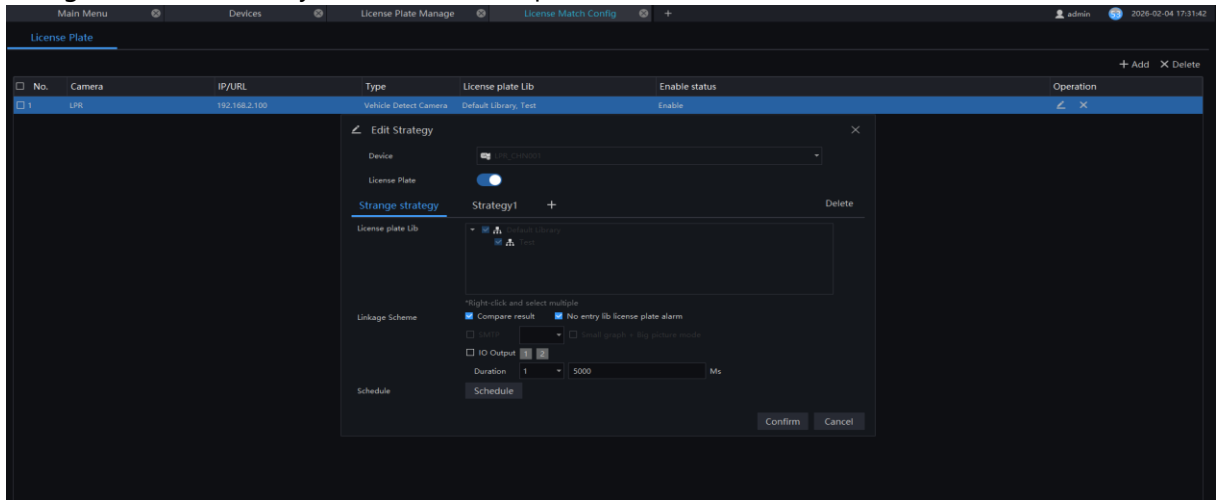 Main Menu Devices License Plate Manage License Match Config + admin 53 2026-02-04 17:31:42
License Plate
+ Add × Delete
No. Camera IP/URL Type License plate Lib Enable status Operation
1 LPR 192.168.2.100 Vehicle Detect Camera Default Library, Test Enable
Edit Strategy
Device LPR_CHN001
License Plate
Strange strategy Strategy1 + Delete
License plate Lib Default Library
Test
*Right-click and select multiple
Linkage Scheme Compare result No entry lib license plate alarm
SMTP Small graph + Big picture mode
IO Output 1 2
Duration 1 5000 Ms
Schedule Schedule
Confirm Cancel